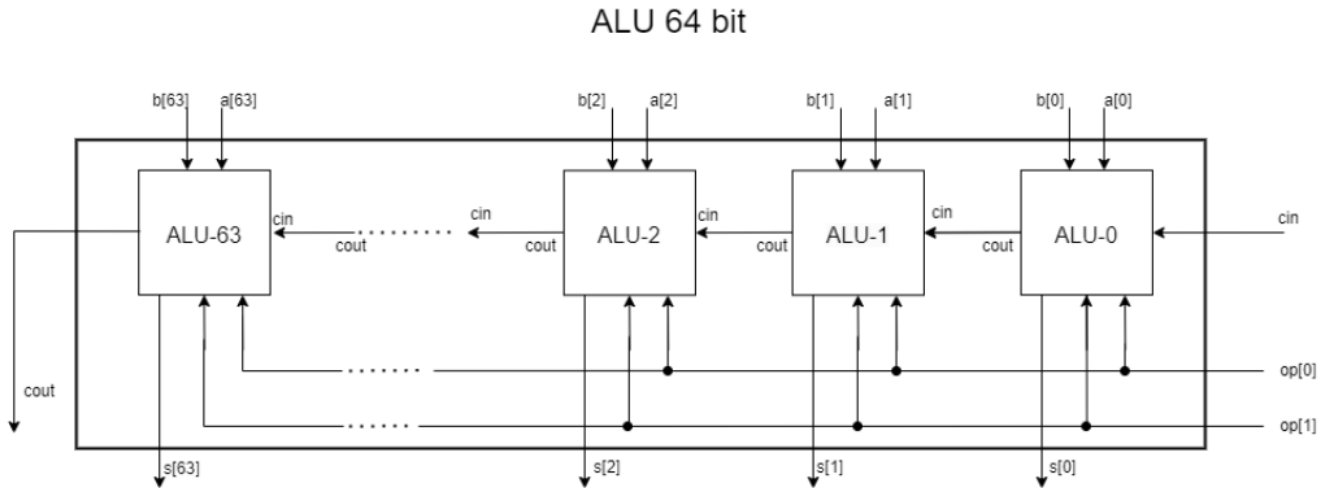 ALU 64 bit
b[63] a[63] b[2] a[2] b[1] a[1] b[0] a[0]
cin cin cin cin cin
ALU-63 ALU-2 ALU-1 ALU-0
cout cout cout cout
op[0]
cout
op[1]
s[63] s[2] s[1] s[0]